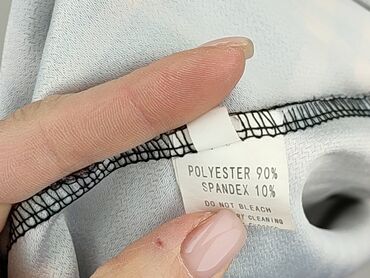 POLYESTER 90%
SPANDEX 10%
DO NOT BLEACH
CLEANING